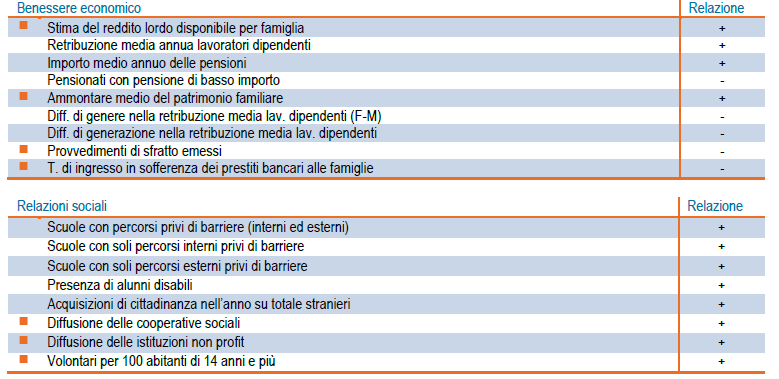 Benessere economico Relazione
Stima del reddito lordo disponibile per famiglia +
Retribuzione media annua lavoratori dipendenti +
Importo medio annuo delle pensioni +
Pensionati con pensione di basso importo -
Ammontare medio del patrimonio familiare +
Diff. di genere nella retribuzione media lav. dipendenti (F-M) -
Diff. di generazione nella retribuzione media lav. dipendenti -
Provvedimenti di sfratto emessi -
T. di ingresso in sofferenza dei prestiti bancari alle famiglie -
Relazioni sociali Relazione
Scuole con percorsi privi di barriere (interni ed esterni) +
Scuole con soli percorsi interni privi di barriere +
Scuole con soli percorsi esterni privi di barriere +
Presenza di alunni disabili +
Acquisizioni di cittadinanza nell'anno su totale stranieri +
Diffusione delle cooperative sociali +
Diffusione delle istituzioni non profit +
Volontari per 100 abitanti di 14 anni e più +